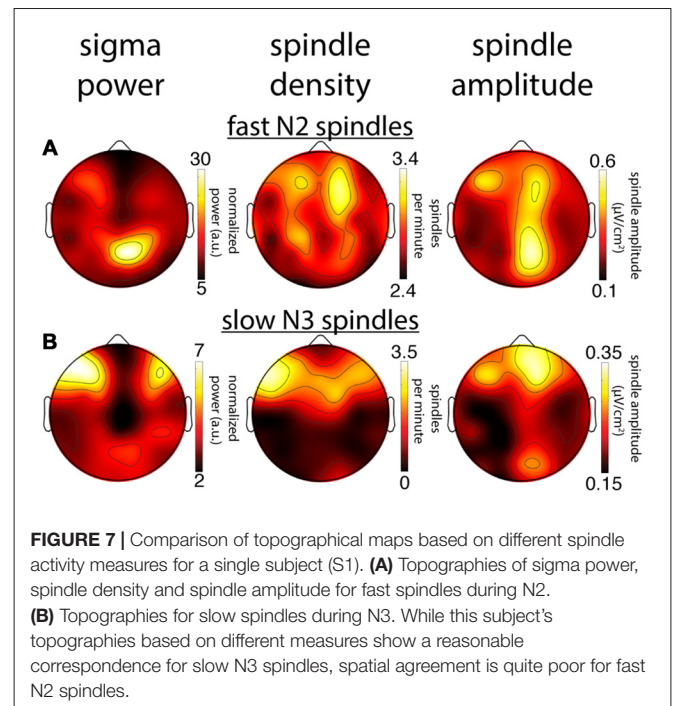 sigma power
spindle density
spindle amplitude
fast N2 spindles
A
30
normalized power (a.u.)
5
3.4
spindles per minute
2.4
0.6
spindle amplitude (µV/cm²)
0.1
slow N3 spindles
B
7
normalized power (a.u.)
2
3.5
spindles per minute
0
0.35
spindle amplitude (µV/cm²)
0.15
FIGURE 7 | Comparison of topographical maps based on different spindle
activity measures for a single subject (S1). (A) Topographies of sigma power,
spindle density and spindle amplitude for fast spindles during N2.
(B) Topographies for slow spindles during N3. While this subject's
topographies based on different measures show a reasonable
correspondence for slow N3 spindles, spatial agreement is quite poor for fast
N2 spindles.